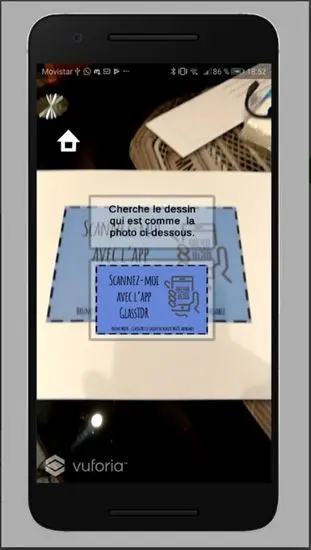 Movistar
86 % 18:52
Cherche le dessin
qui est comme la
photo ci-dessous.
SCANNEZ-MOI
AVEC L'APP
GLASSTDR
vuforia™